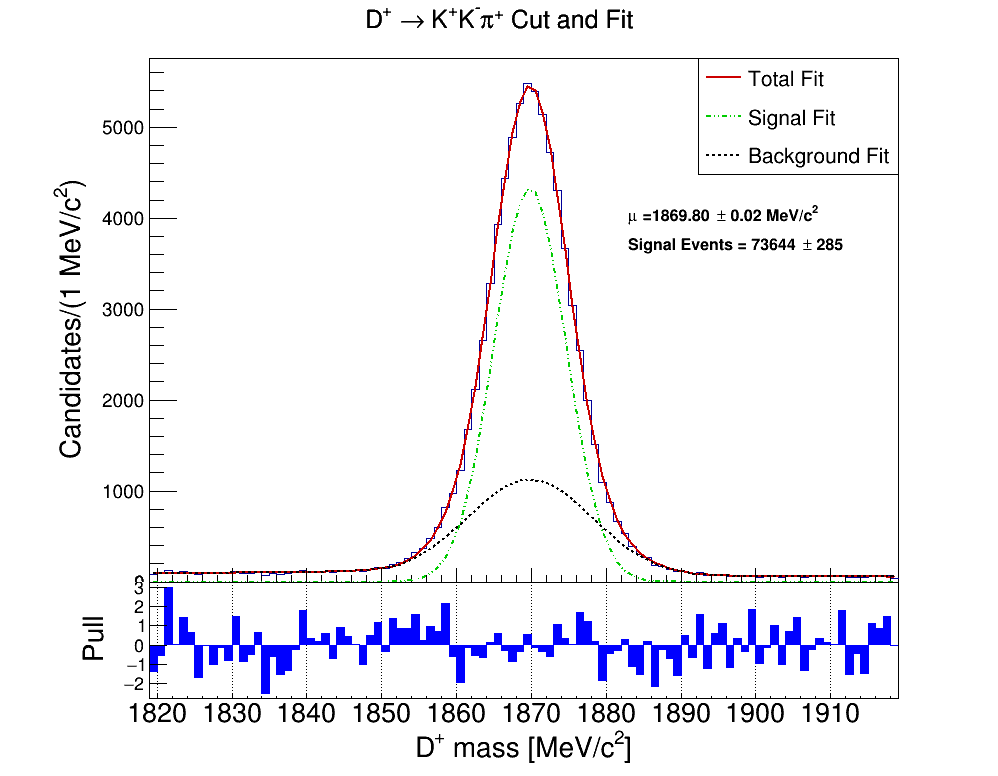 D⁺ → K⁺K⁻π⁺ Cut and Fit
Total Fit
Signal Fit
Background Fit
μ =1869.80 ± 0.02 MeV/c²
Signal Events = 73644 ± 285
Candidates/(1 MeV/c²)
5000
4000
3000
2000
1000
0
Pull
3
2
1
0
−1
−2
1820 1830 1840 1850 1860 1870 1880 1890 1900 1910
D⁺ mass [MeV/c²]